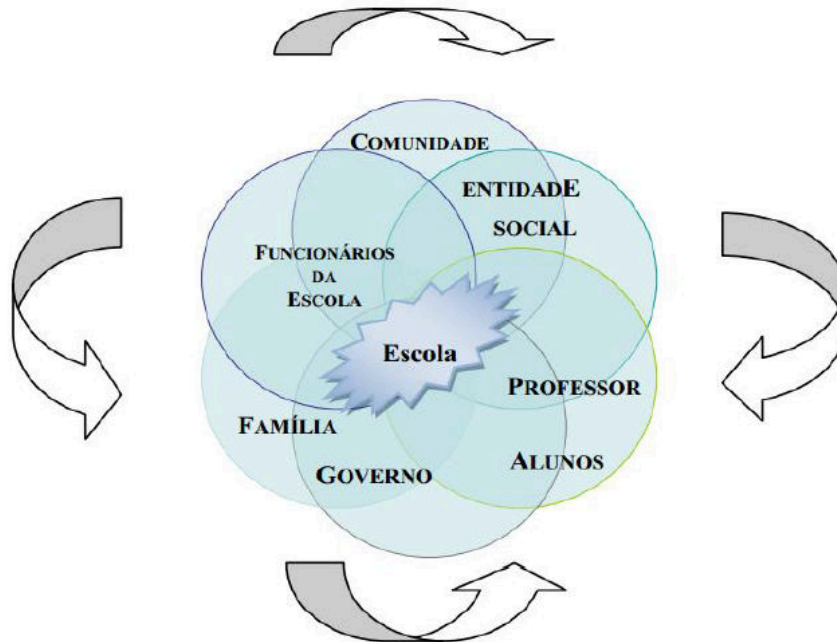 COMUNIDADE
ENTIDADE
SOCIAL
FUNCIONÁRIOS
DA
ESCOLA
Escola
PROFESSOR
FAMÍLIA
ALUNOS
GOVERNO